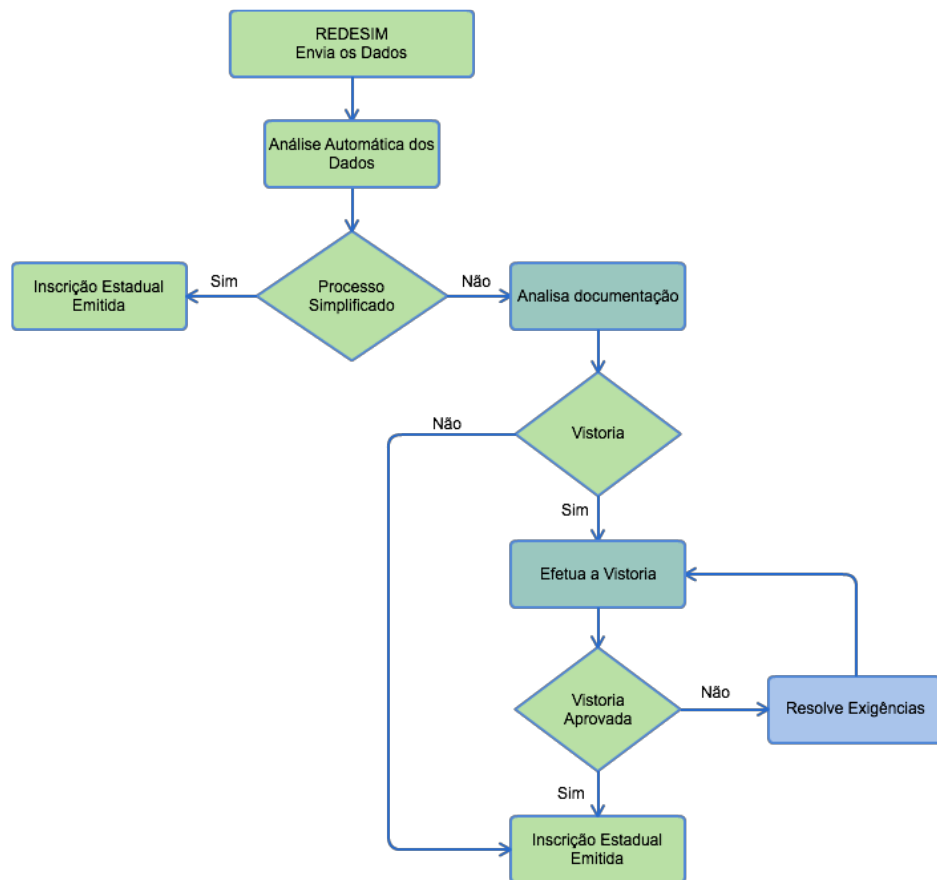 REDESIM
Envia os Dados
Análise Automática dos
Dados
Processo
Simplificado
Sim
Não
Inscrição Estadual
Emitida
Analisa documentação
Vistoria
Não
Sim
Efetua a Vistoria
Vistoria
Aprovada
Não
Resolve Exigências
Sim
Inscrição Estadual
Emitida